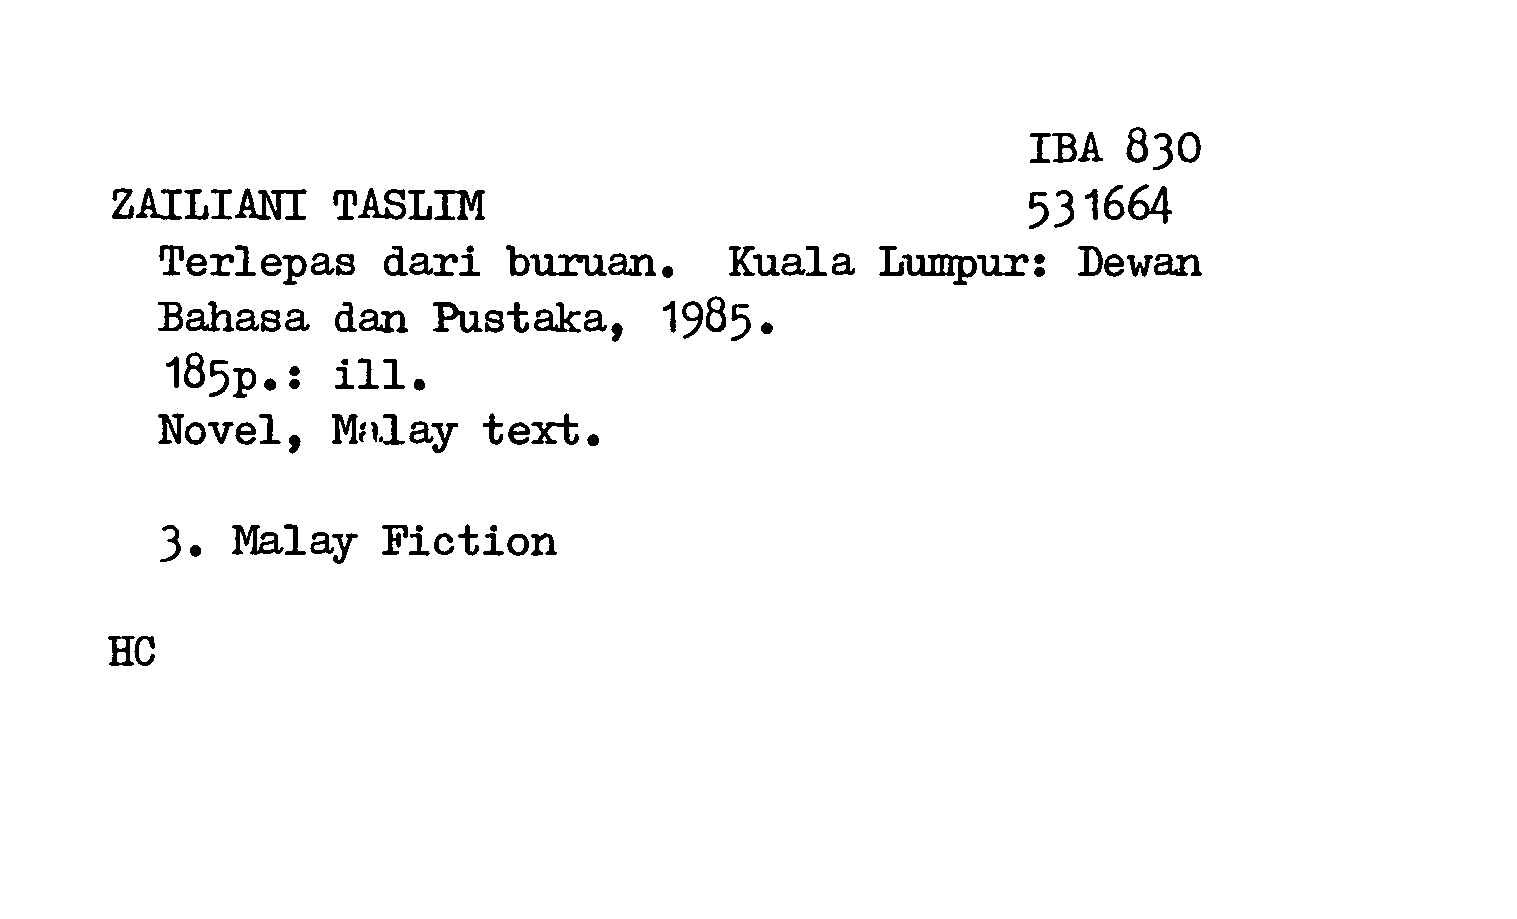 IBA 830
ZAILIANI TASLIM 531664
Terlepas dari buruan. Kuala Lumpur: Dewan
Bahasa dan Pustaka, 1985.
185p.: ill.
Novel, Malay text.
3. Malay Fiction
HC